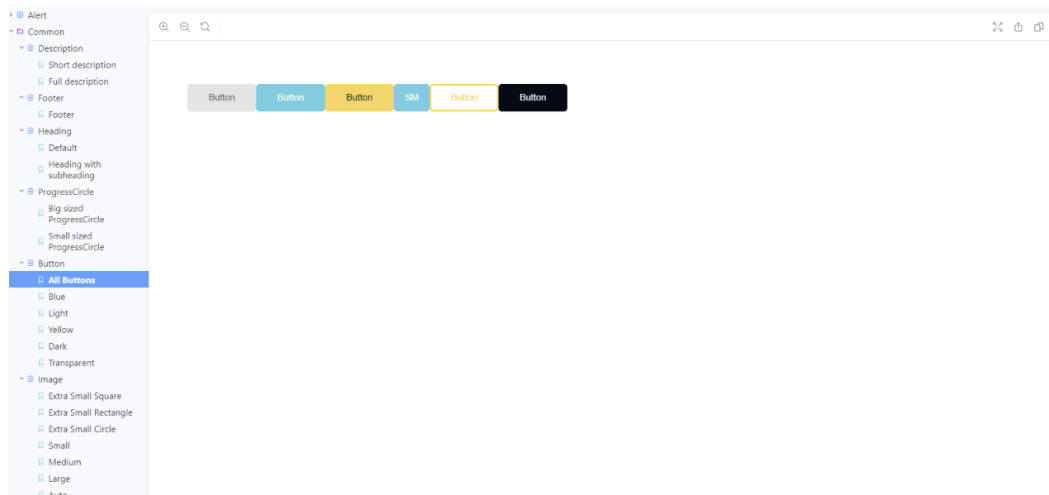 Alert
Common
Description
Short description
Full description
Footer
Footer
Heading
Default
Heading with
subheading
ProgressCircle
Big sized
ProgressCircle
Small sized
ProgressCircle
Button
All Buttons
Blue
Light
Yellow
Dark
Transparent
Image
Extra Small Square
Extra Small Rectangle
Extra Small Circle
Small
Medium
Large
Auto
Button Button Button SM Button Button